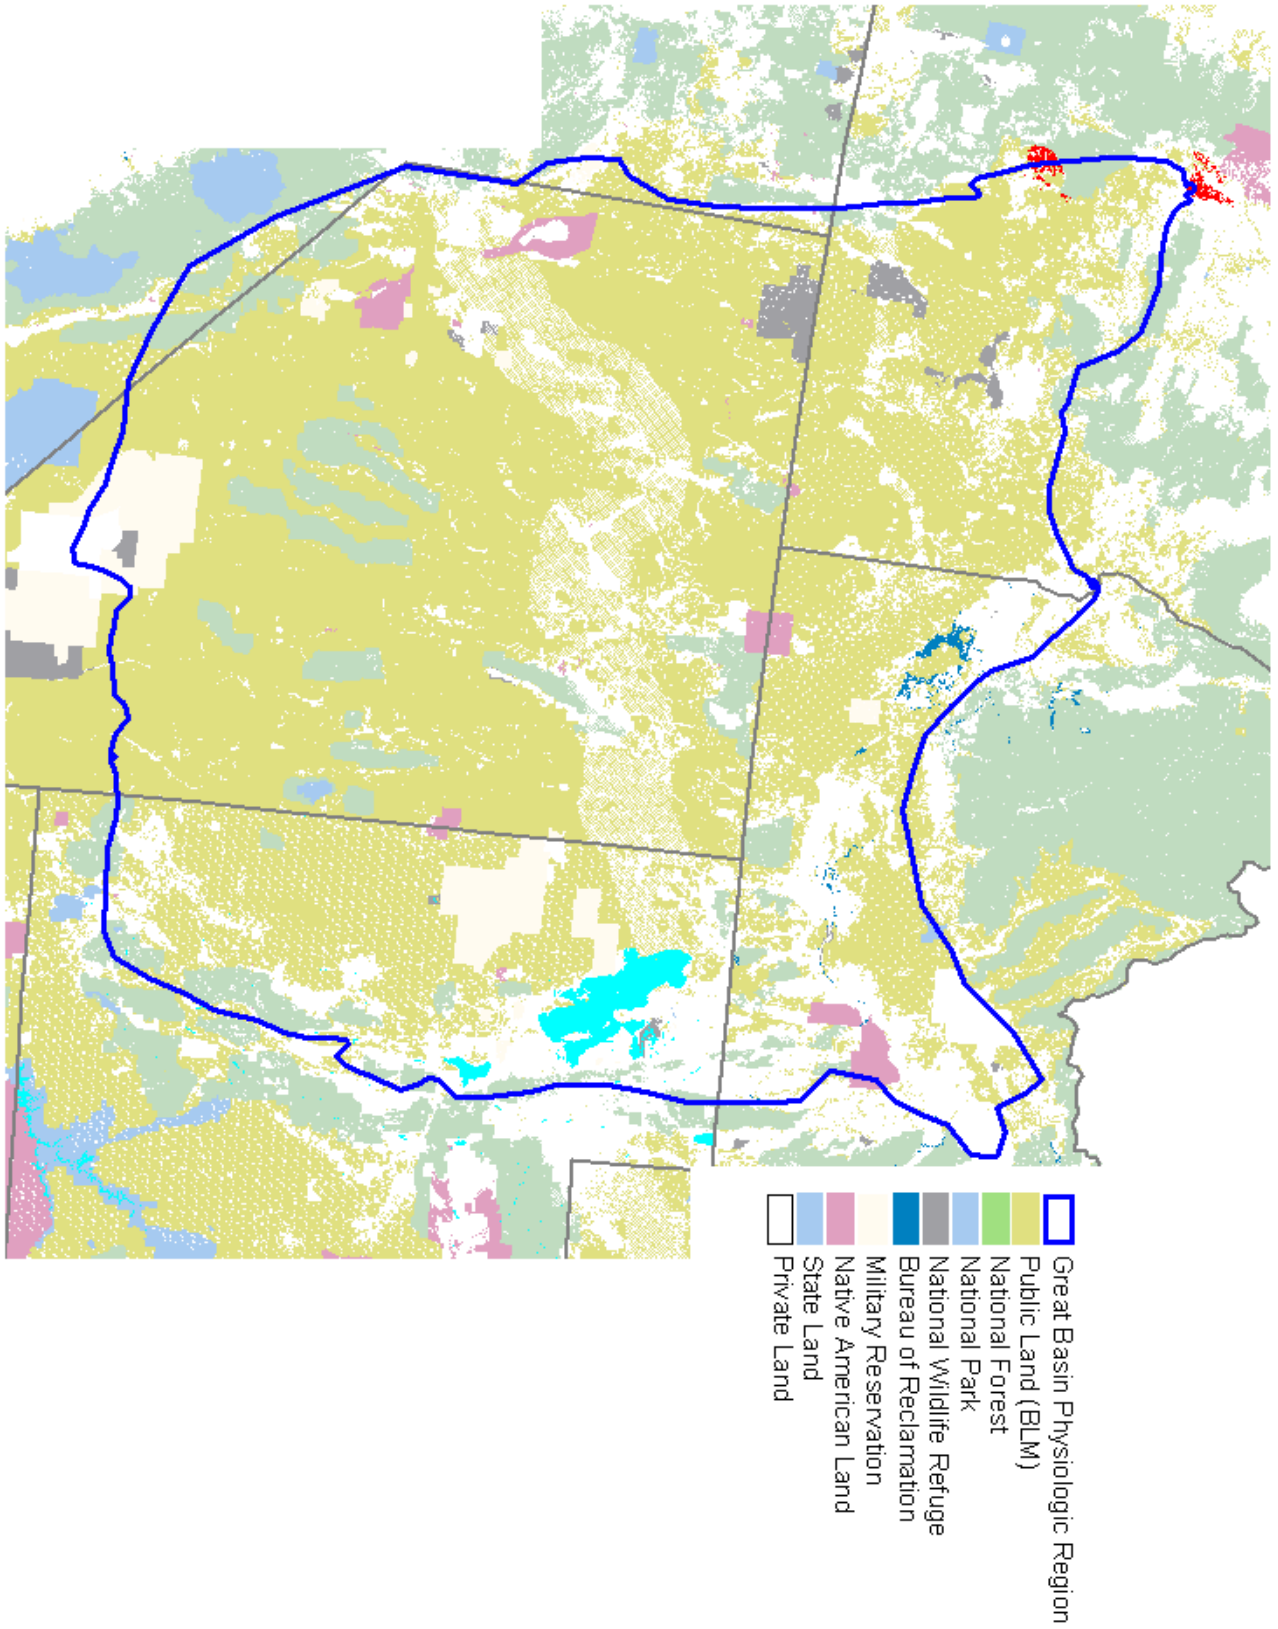 Great Basin Physiologic Region
Public Land (BLM)
National Forest
National Park
National Wildlife Refuge
Bureau of Reclamation
Military Reservation
Native American Land
State Land
Private Land